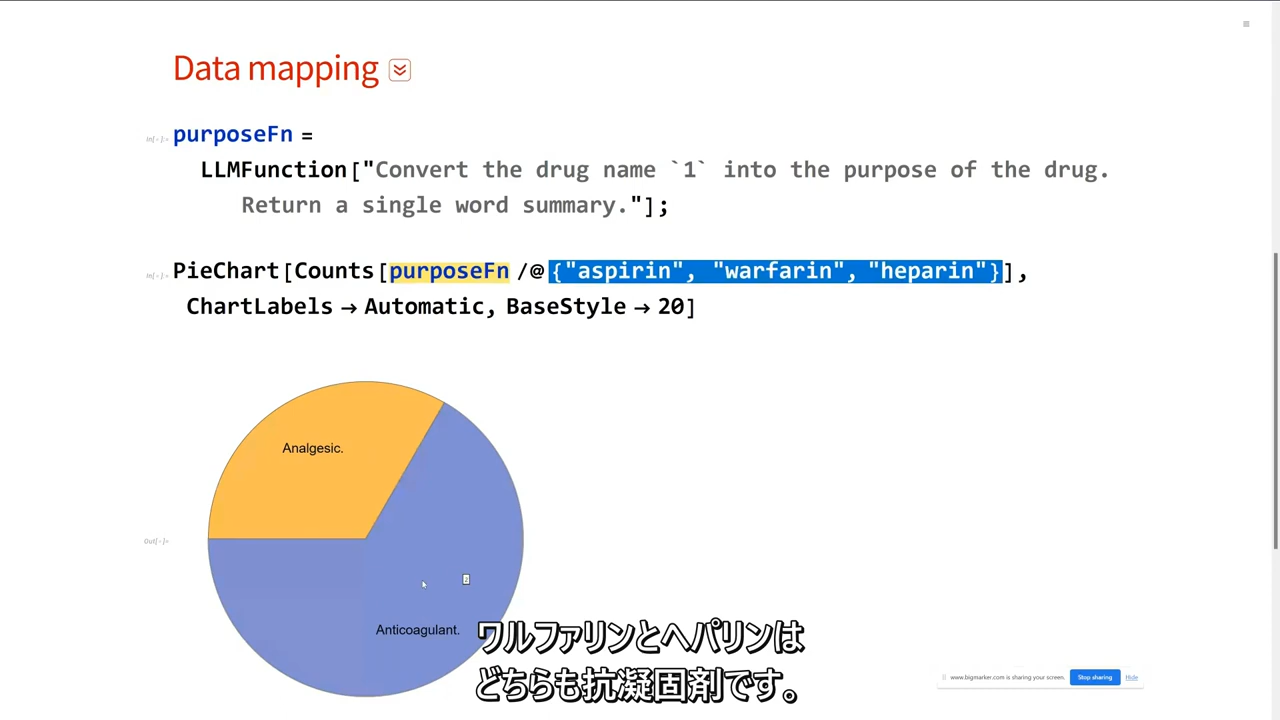 Data mapping
In[•]:= purposeFn =
LLMFunction["Convert the drug name `1` into the purpose of the drug.
Return a single word summary."];
In[•]:= PieChart[Counts[purposeFn /@ {"aspirin", "warfarin", "heparin"}],
ChartLabels → Automatic, BaseStyle → 20]
Analgesic.
Out[•]=
2
Anticoagulant.
ワルファリンとヘパリンは
どちらも抗凝固剤です。
www.bigmarker.com is sharing your screen. Stop sharing Hide